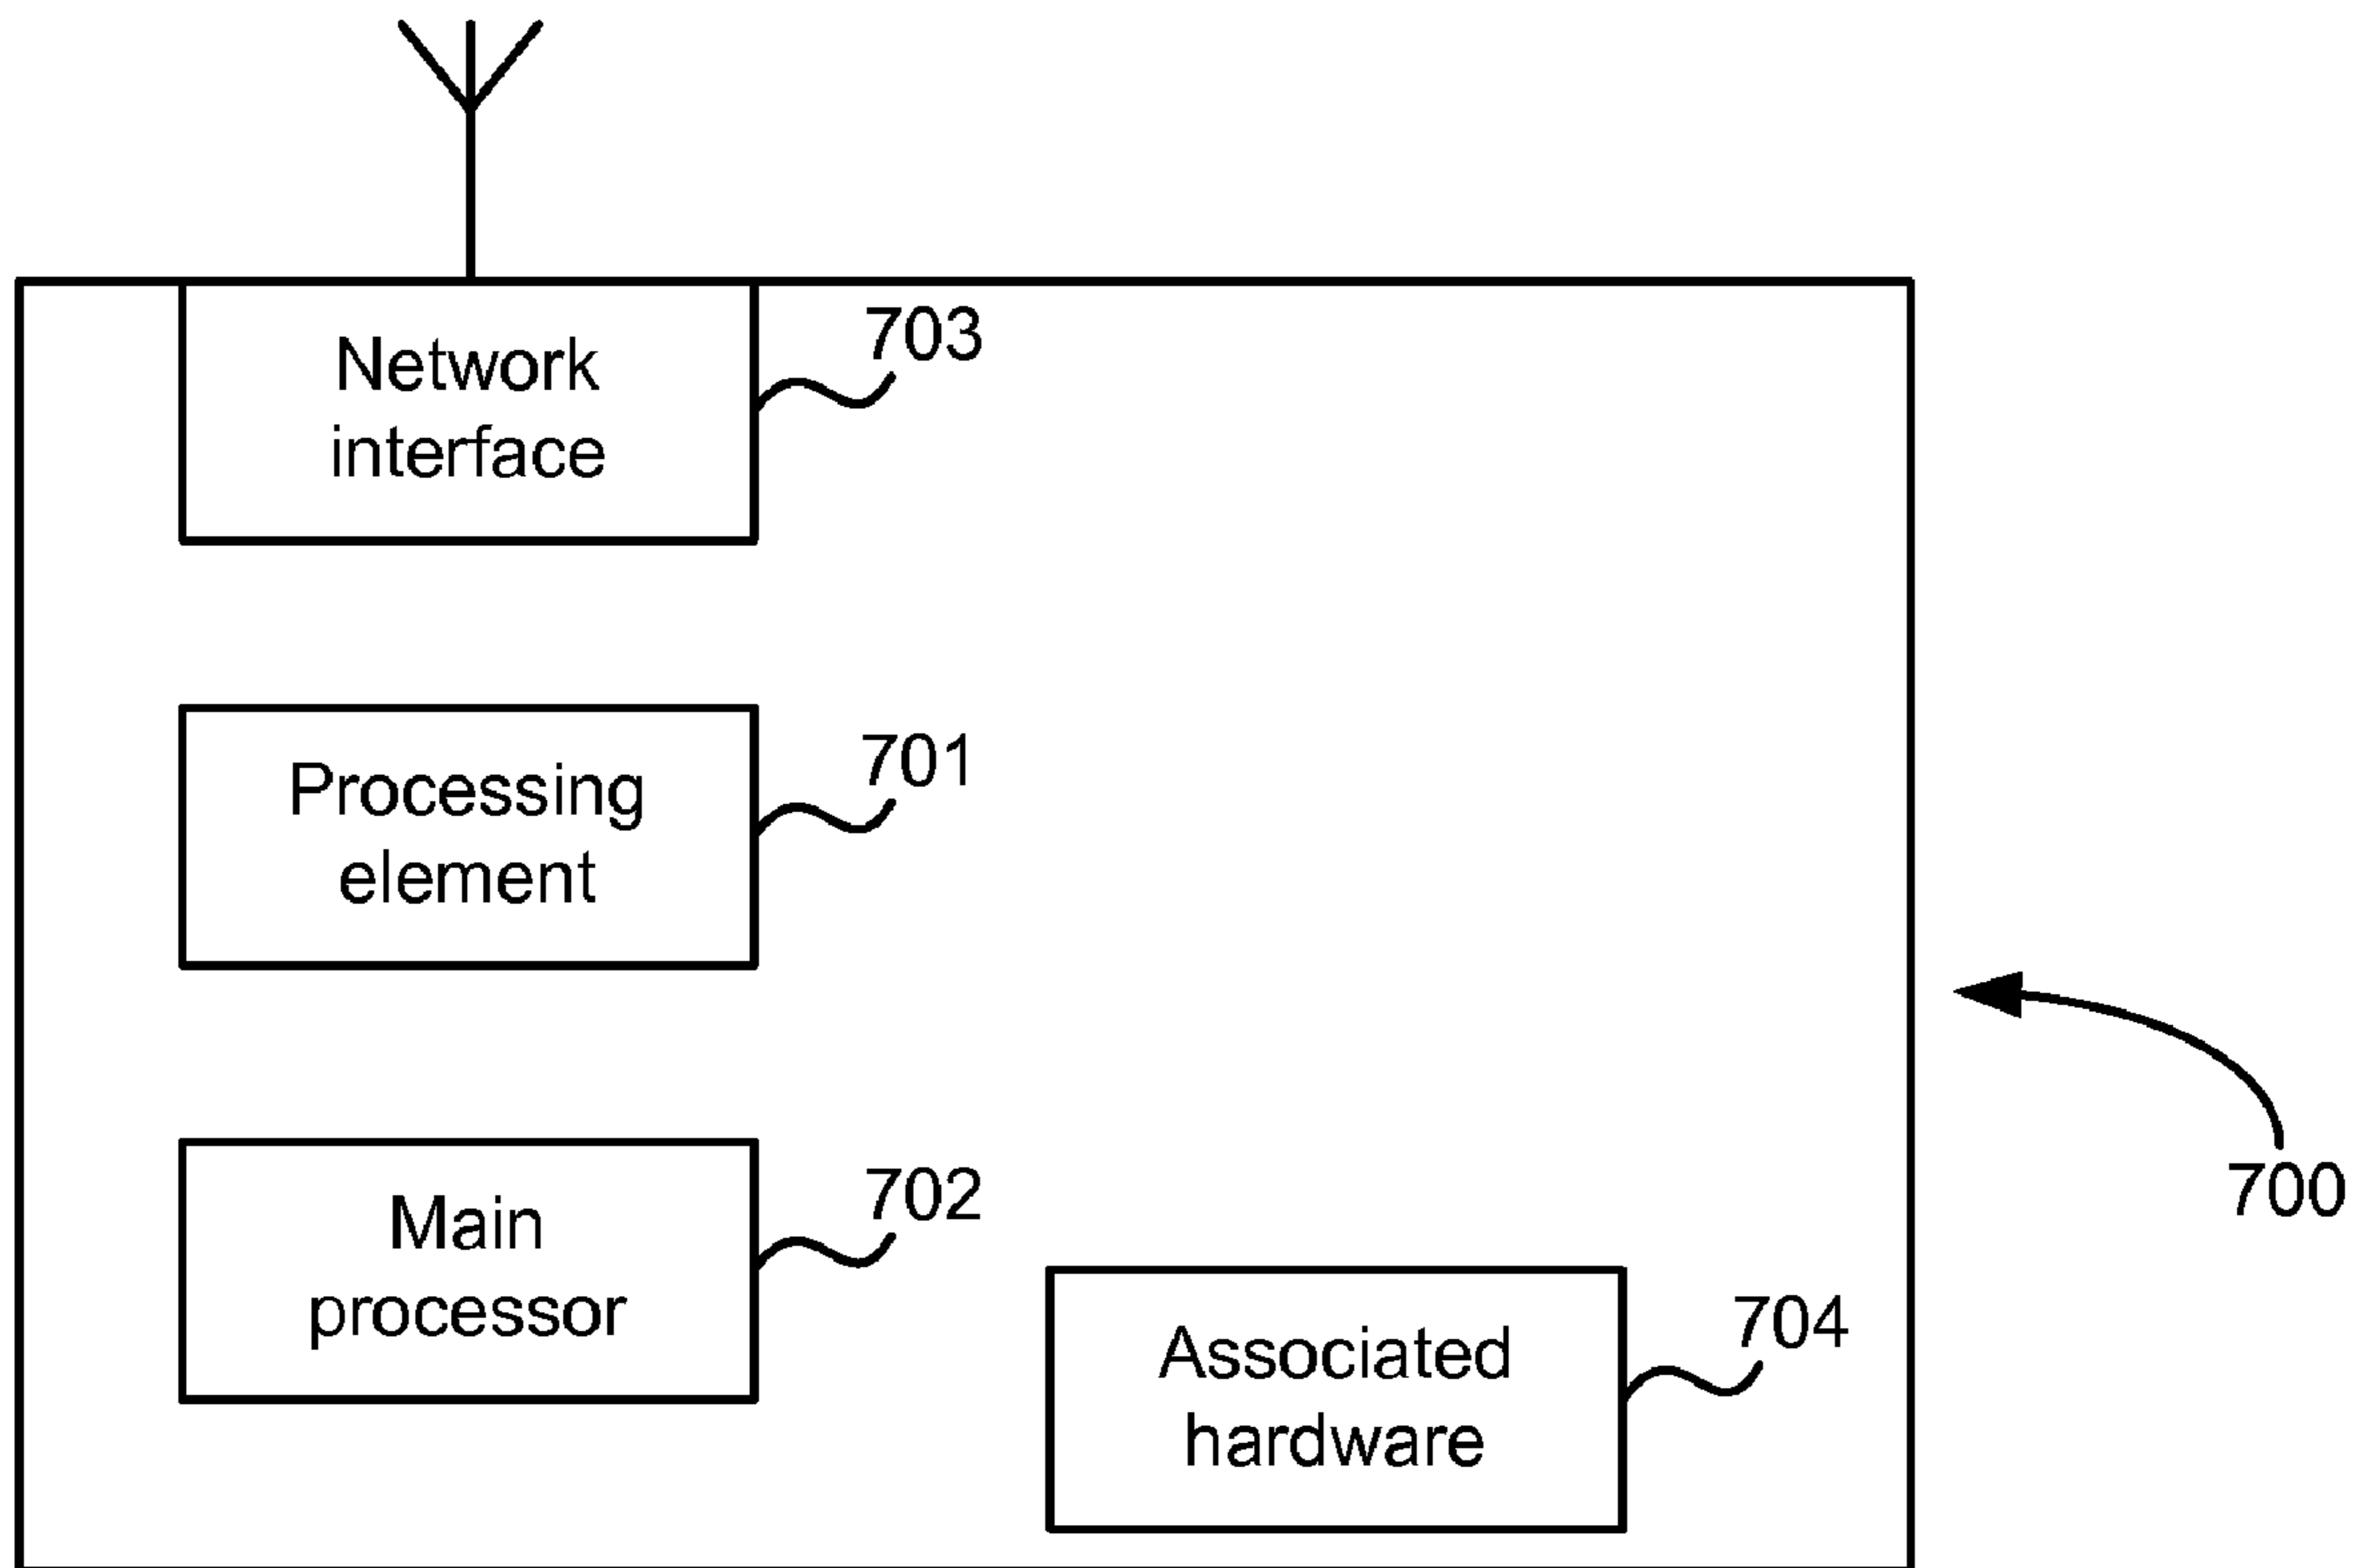 Network
interface
703
Processing
element
701
Main
processor
702
Associated
hardware
704
700